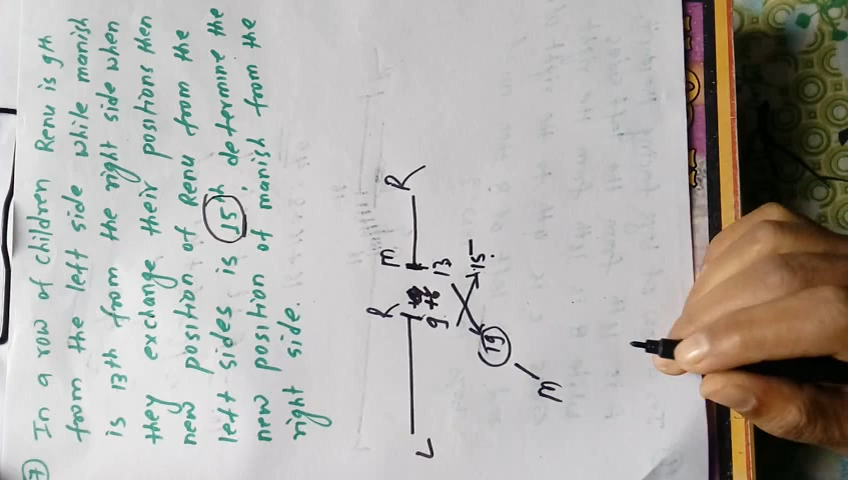 7 In a row of children Renu is 9th
from the left side while manish
is 13th from the right side when
they exchange their positions then
new position of Renu from the
left sides is 15th determine the
new position of manish from the
right side.
L R M R
9 13
19 15
M